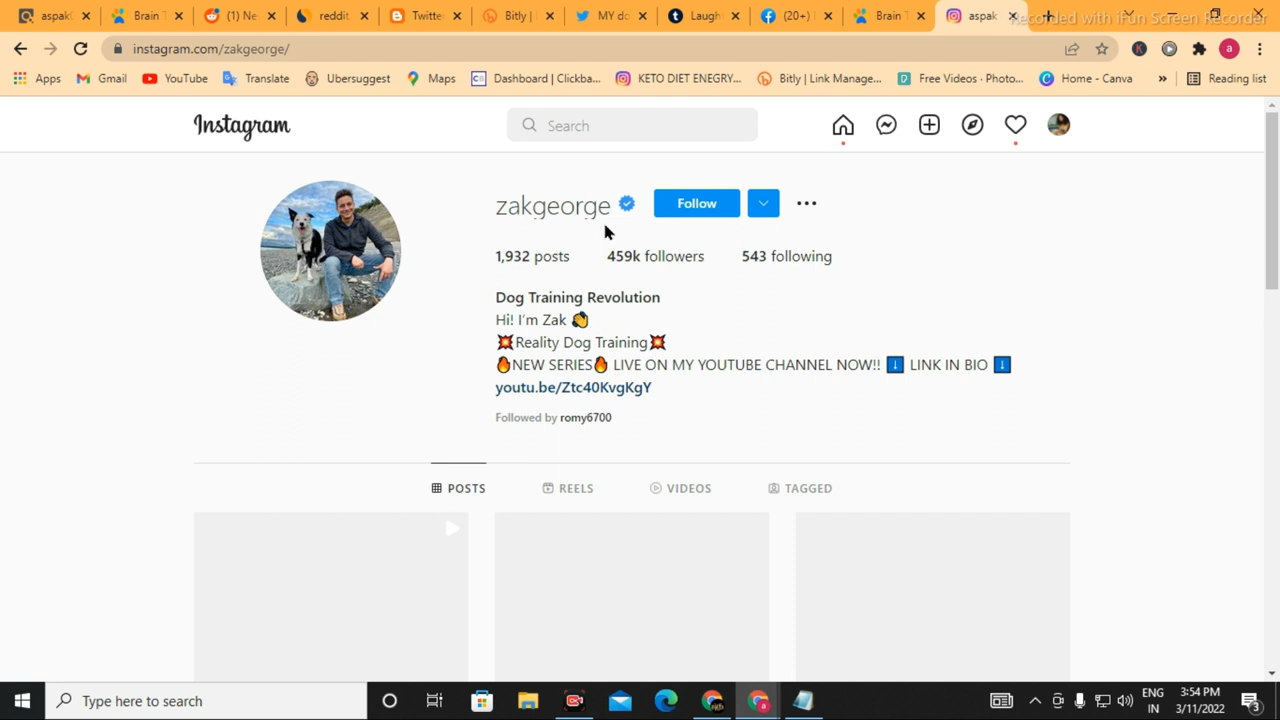 aspak
Brain T
(1) Ne
reddit.
Twitte
Bitly |
MY do
Laugh
(20+)
Brain T
aspak
Recorded with iFun Screen Recorder
instagram.com/zakgeorge/
Apps
Gmail
YouTube
Translate
Ubersuggest
Maps
Dashboard | Clickba...
KETO DIET ENEGRY...
Bitly | Link Manage...
Free Videos · Photo...
Home - Canva
»
Reading list
Instagram
Search
zakgeorge
Follow
1,932 posts 459k followers 543 following
Dog Training Revolution
Hi! I'm Zak 👏
💥Reality Dog Training💥
🔥NEW SERIES🔥 LIVE ON MY YOUTUBE CHANNEL NOW!! ⬇️ LINK IN BIO ⬇️
youtu.be/Ztc40KvgKgY
Followed by romy6700
POSTS
REELS
VIDEOS
TAGGED
Type here to search
ENG
IN
3:54 PM
3/11/2022
3